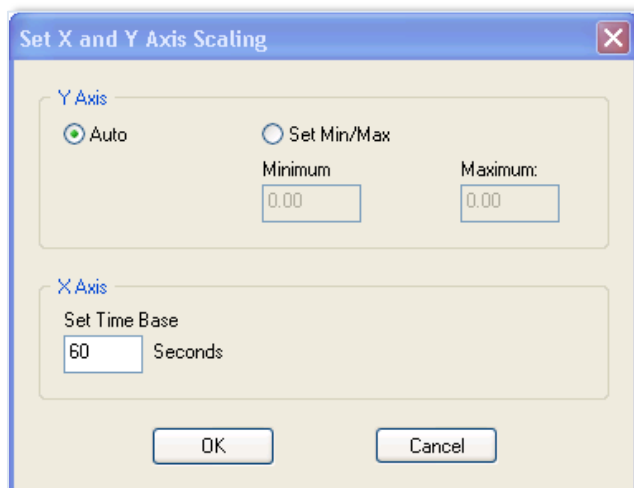 Set X and Y Axis Scaling
Y Axis
Auto Set Min/Max
Minimum Maximum:
0.00 0.00
X Axis
Set Time Base
60 Seconds
OK Cancel